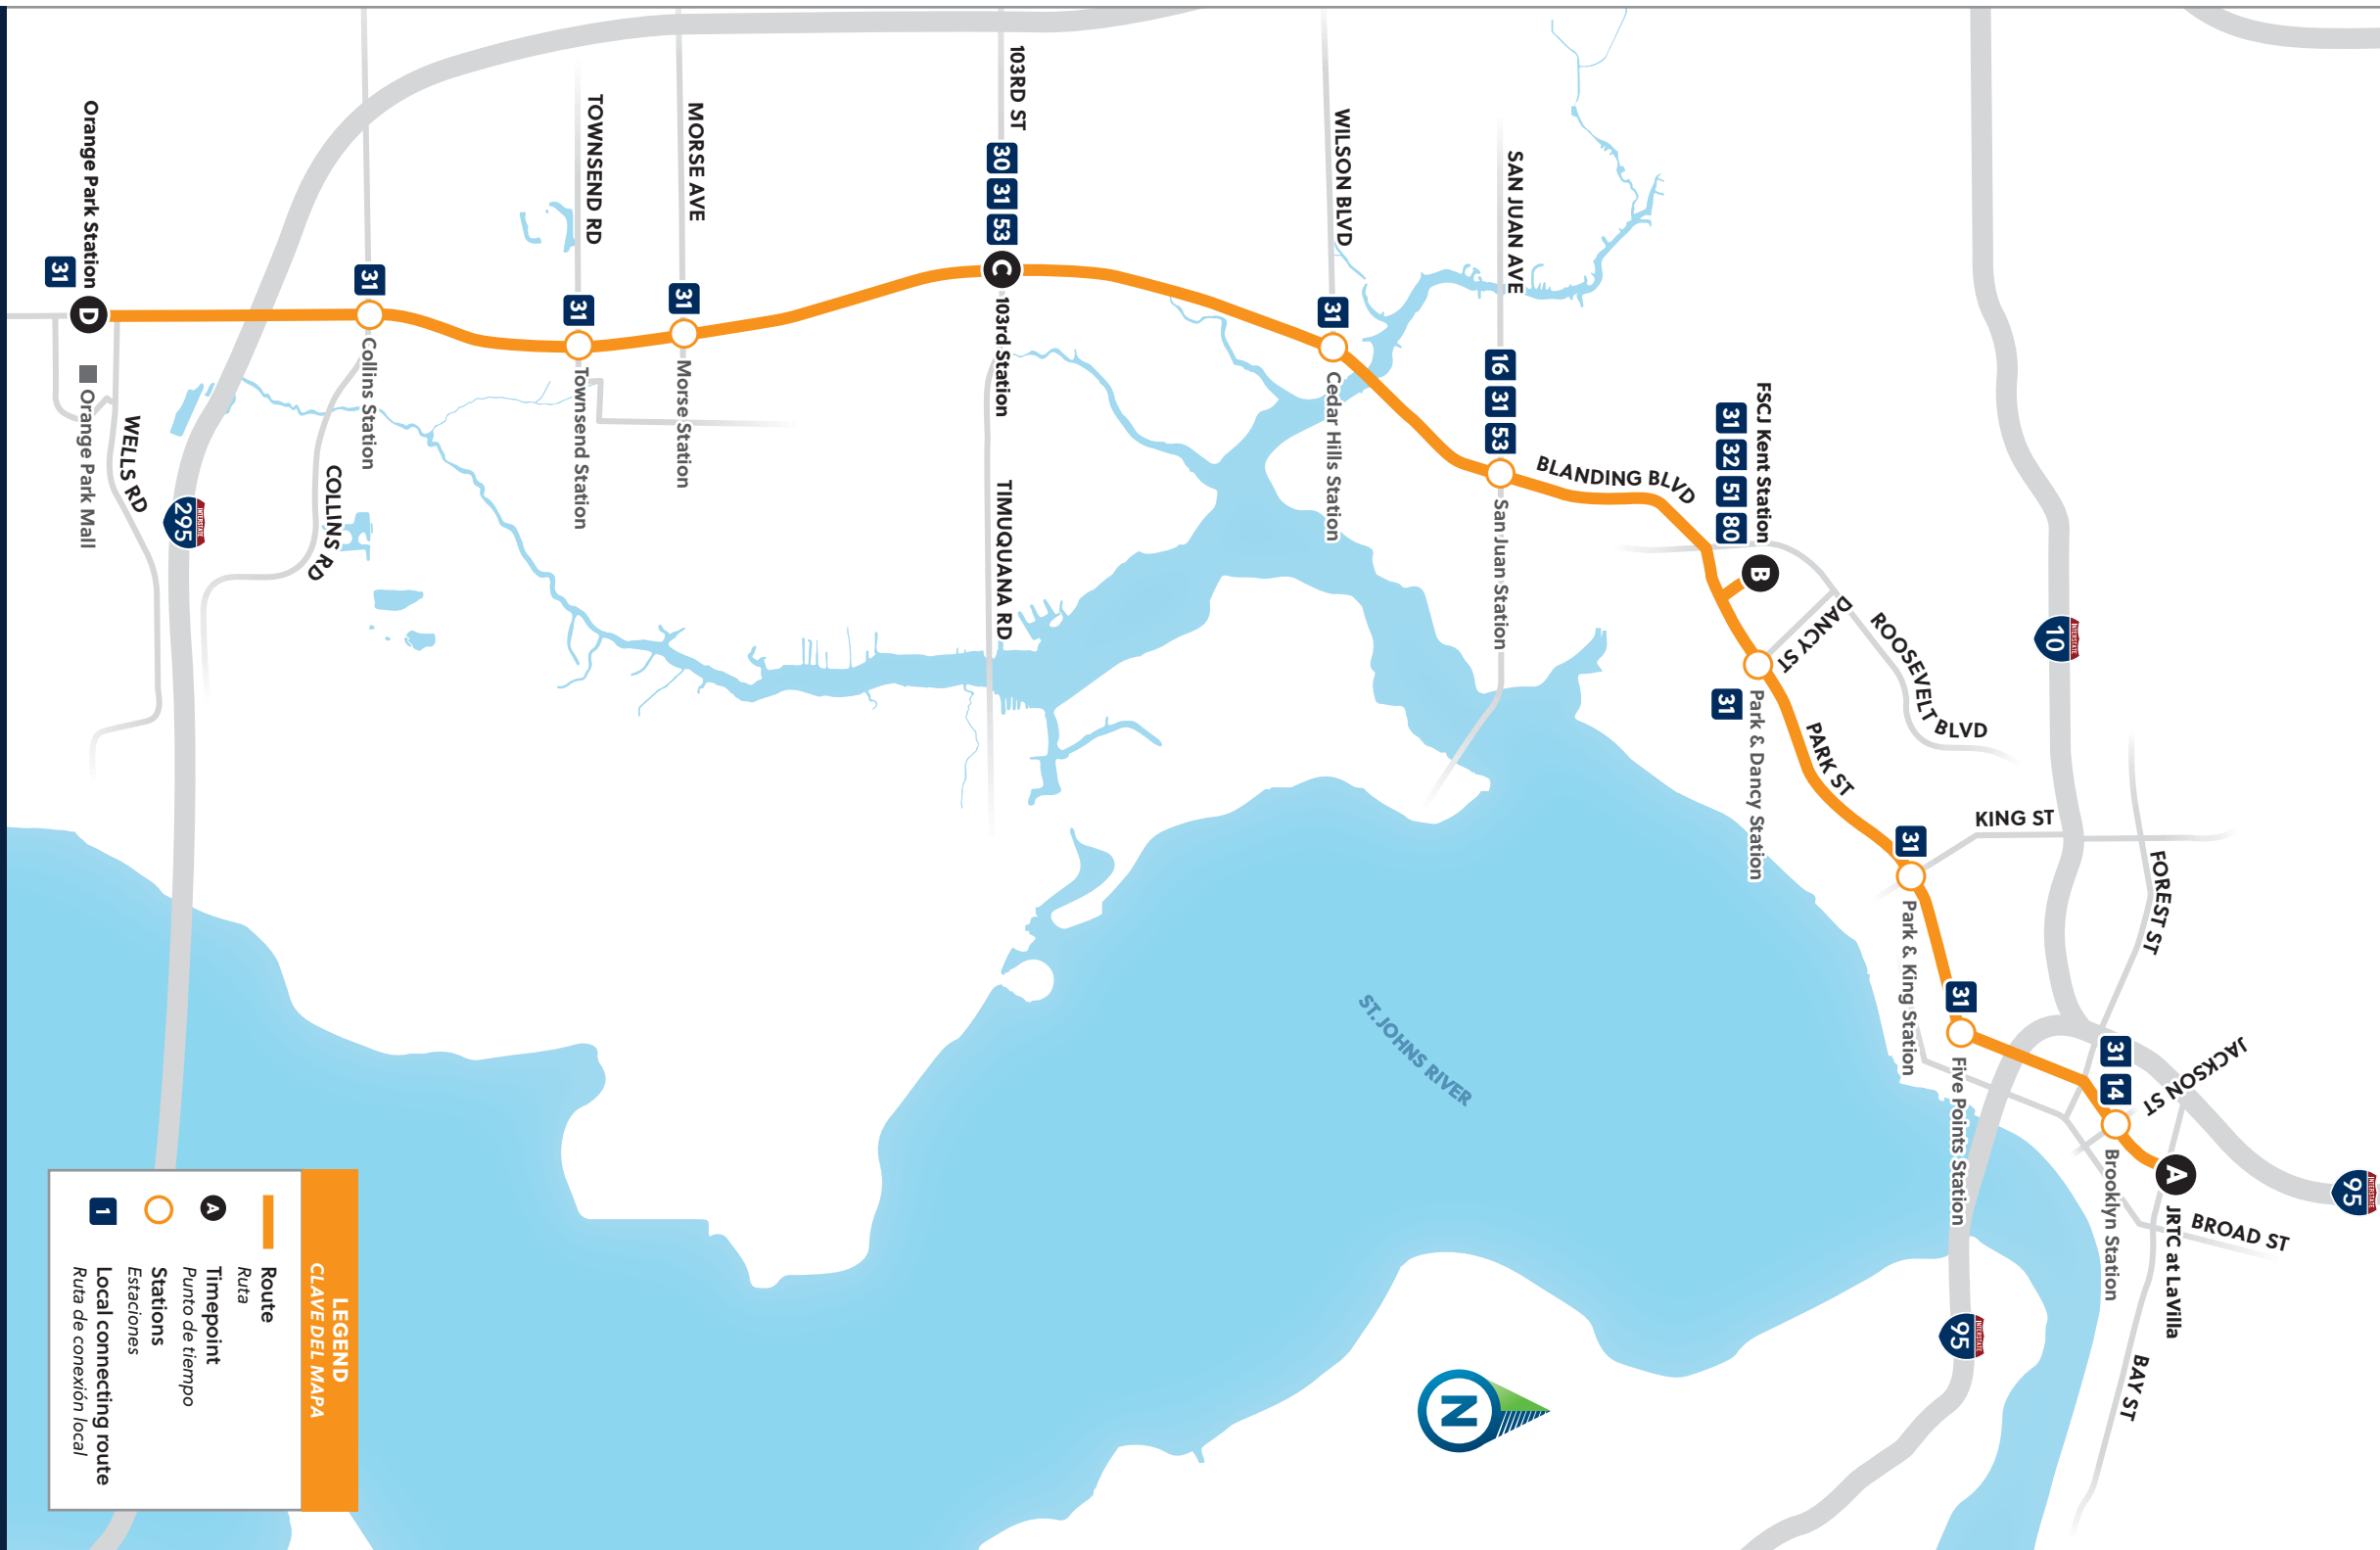 INTERSTATE
95
JACKSON ST
A
JRTC at LaVilla
BROAD ST
BAY ST
31
14
Brooklyn Station
FOREST ST
KING ST
INTERSTATE
10
31
Five Points Station
INTERSTATE
95
31
Park & King Station
ROOSEVELT BLVD
DANCY ST
PARK ST
31
Park & Dancy Station
FSCJ Kent Station
31
32
51
80
B
BLANDING BLVD
SAN JUAN AVE
16
31
53
San Juan Station
WILSON BLVD
31
Cedar Hills Station
ST. JOHNS RIVER
N
103RD ST
30
31
53
C
103rd Station
TIMUQUANA RD
MORSE AVE
31
Morse Station
TOWNSEND RD
31
Townsend Station
31
Collins Station
COLLINS RD
INTERSTATE
295
WELLS RD
Orange Park Station
31
D
Orange Park Mall
LEGEND
CLAVE DEL MAPA
Route
Ruta
A
Timepoint
Punto de tiempo
Stations
Estaciones
1
Local connecting route
Ruta de conexión local